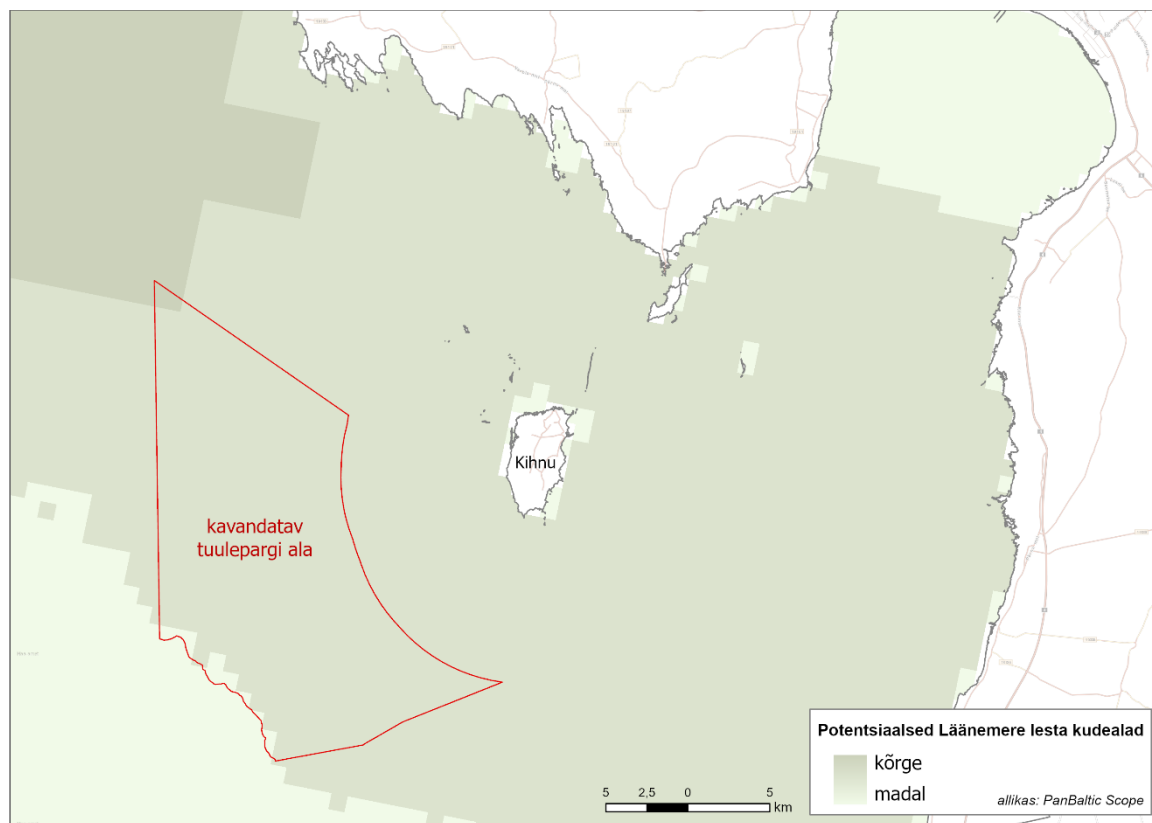 Kihnu
kavandatav
tuulepargi ala
Potentsiaalsed Läänemere lesta kudealad
kõrge
madal
allikas: PanBaltic Scope
5 2,5 0 5
km